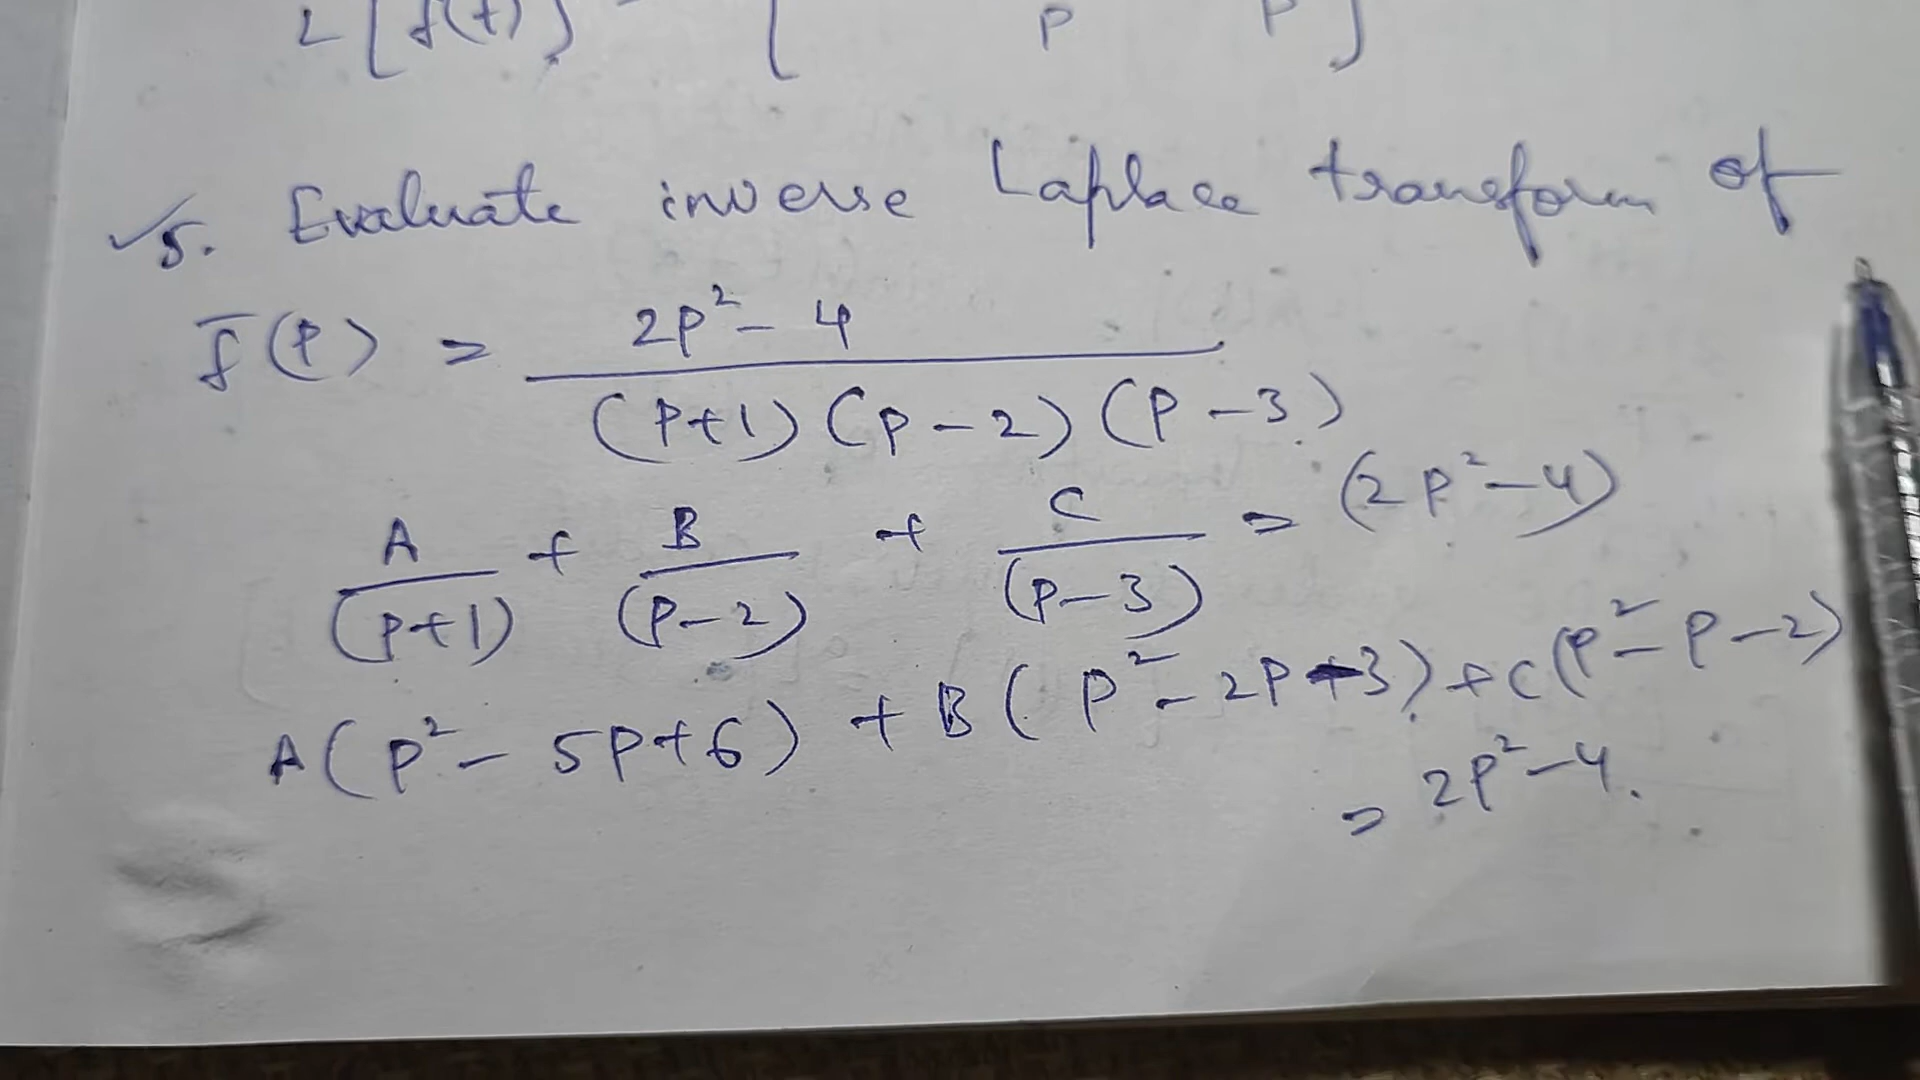 L[f(t)] = [ p p ]
✓5. Evaluate inverse Laplace transform of
f̄(p) = 2p² - 4 / (p+1)(p-2)(p-3)
A/(p+1) + B/(p-2) + C/(p-3) = (2p²-4)
A(p² - 5p+6) + B(p² - 2p - 3) + C(p² - p - 2)
= 2p² - 4.